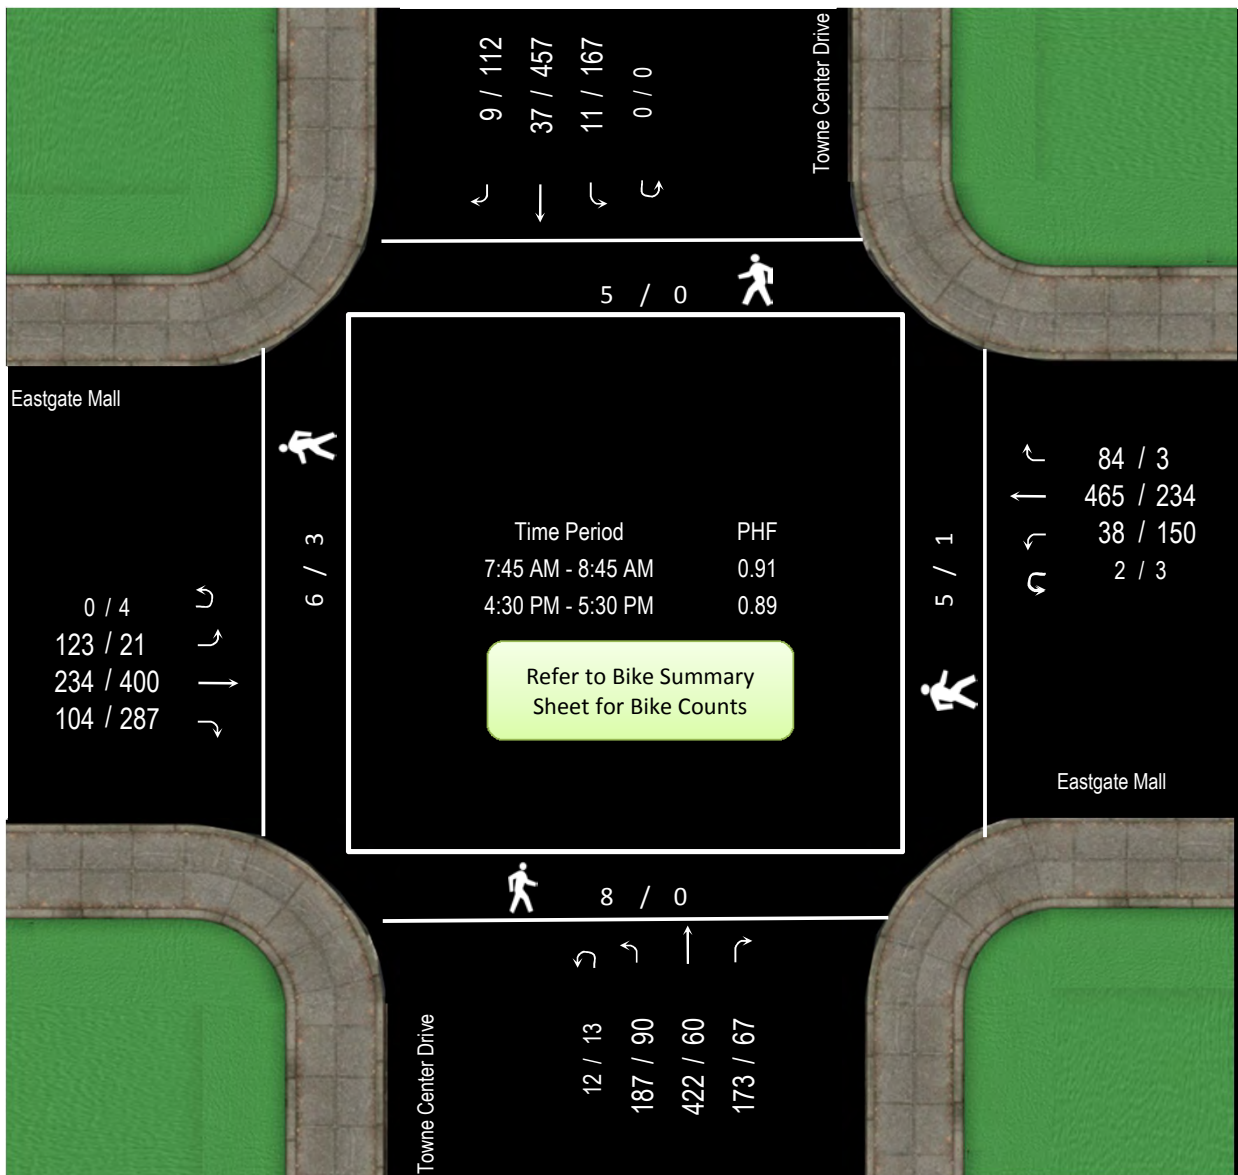 9 / 112
37 / 457
11 / 167
0 / 0
Towne Center Drive
5 / 0
Eastgate Mall
84 / 3
465 / 234
38 / 150
2 / 3
6 / 3
5 / 1
Time Period PHF
7:45 AM - 8:45 AM 0.91
4:30 PM - 5:30 PM 0.89
0 / 4
123 / 21
234 / 400
104 / 287
Refer to Bike Summary
Sheet for Bike Counts
Eastgate Mall
8 / 0
Towne Center Drive
12 / 13
187 / 90
422 / 60
173 / 67